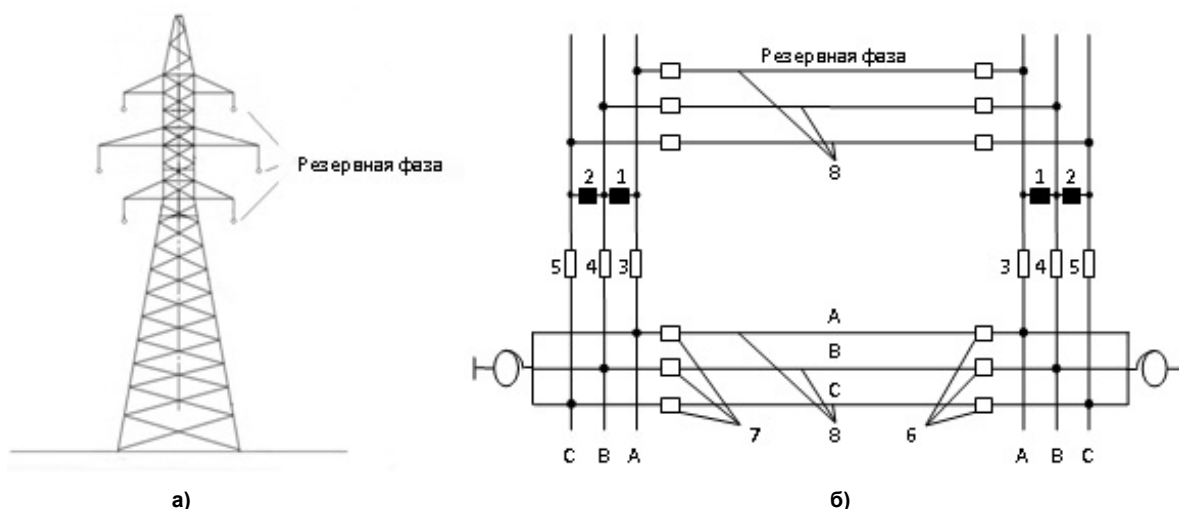 Резервная фаза
Резервная фаза
8
2 1
1 2
5 4 3
3 4 5
A
B
C
7 8 6
C B A
A B C
а)
б)